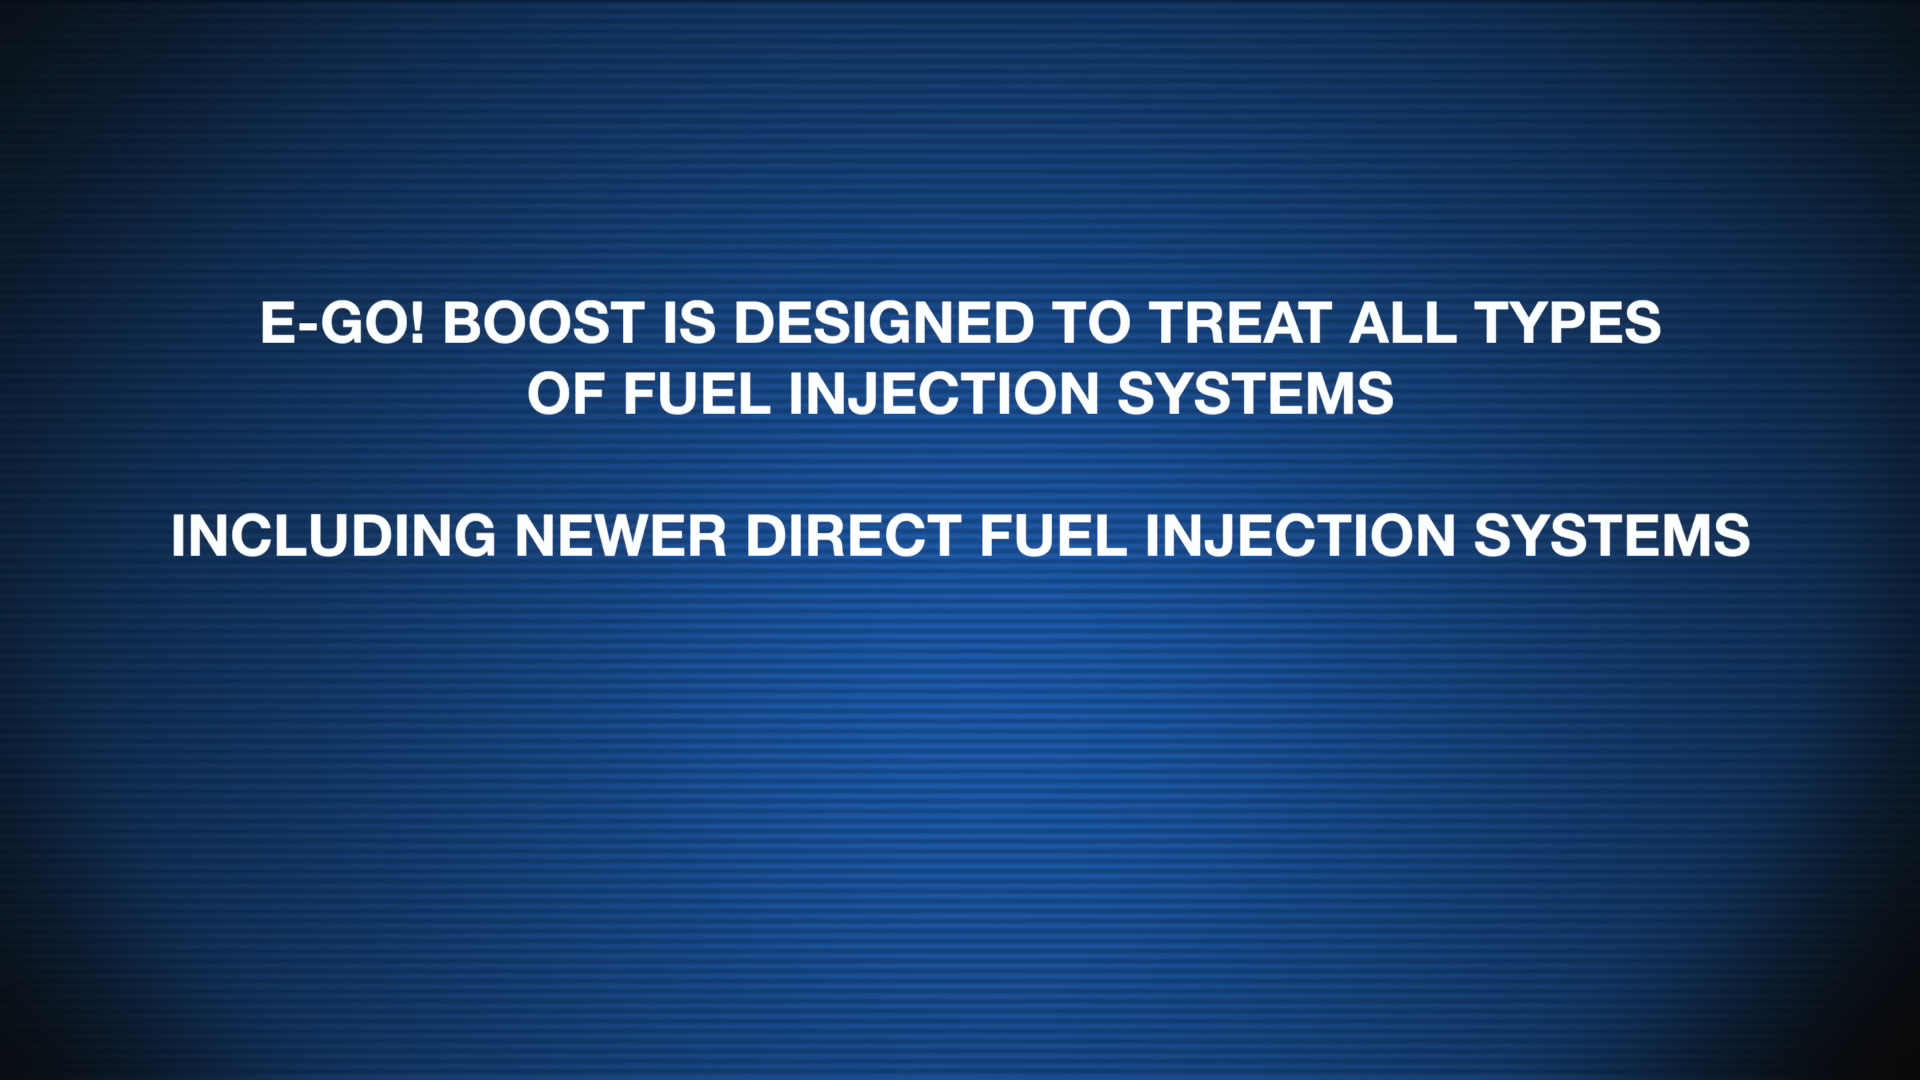 E-GO! BOOST IS DESIGNED TO TREAT ALL TYPES
OF FUEL INJECTION SYSTEMS
INCLUDING NEWER DIRECT FUEL INJECTION SYSTEMS